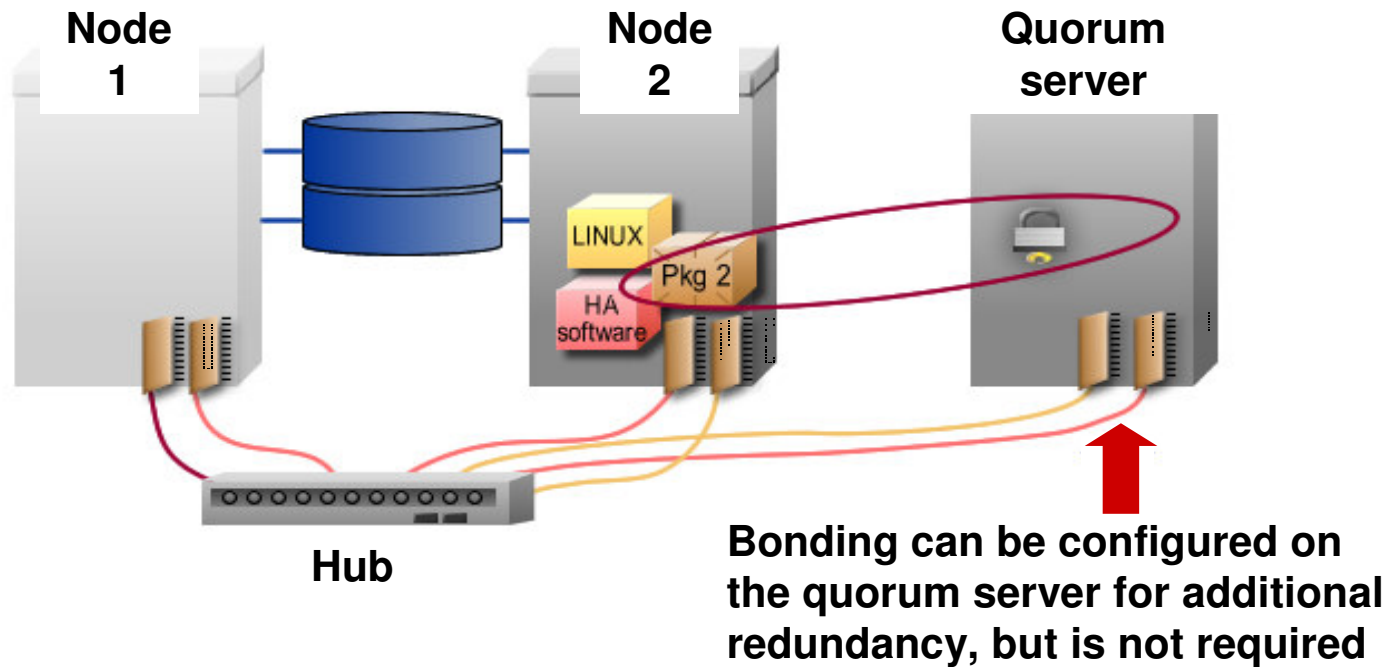 Node
1
Node
2
Quorum
server
LINUX
Pkg 2
HA
software
Hub
Bonding can be configured on
the quorum server for additional
redundancy, but is not required